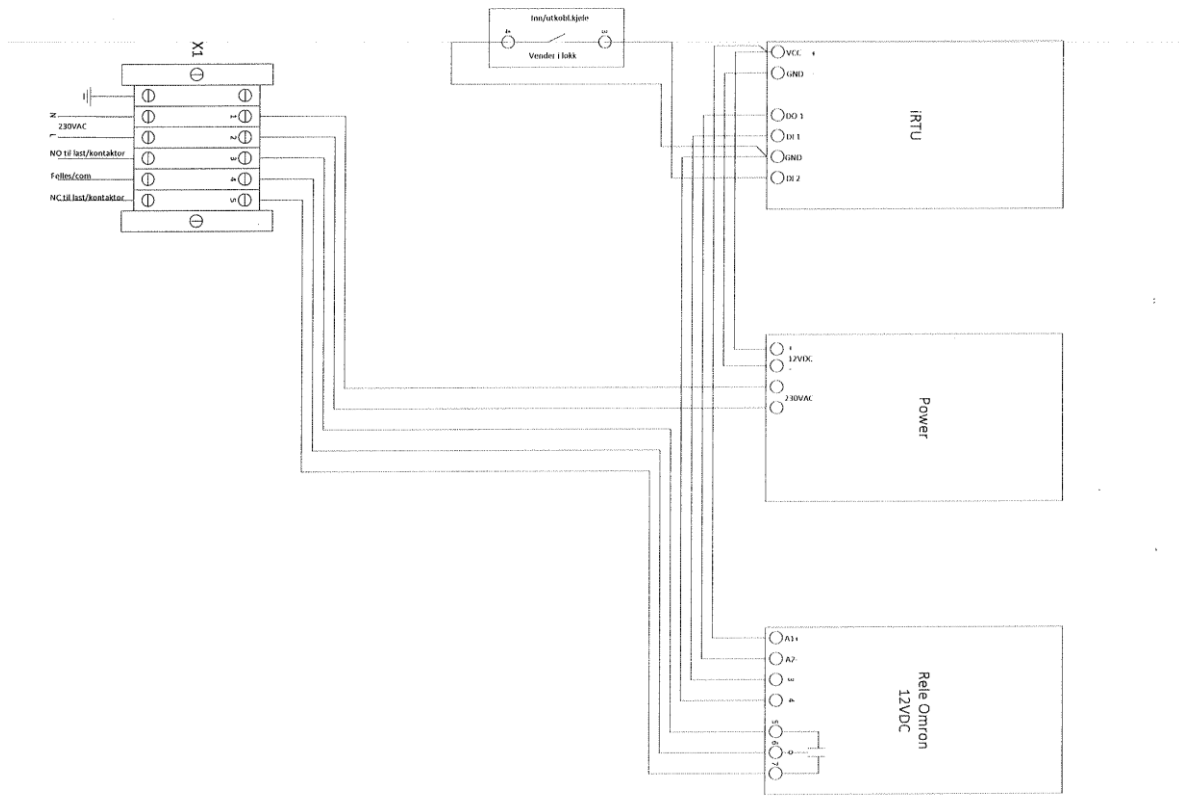 Inn/utkobl.kjele
4
3
Vender i lokk
X1
N
230VAC
L
NO til last/kontaktor
Felles/com
NC til last/kontaktor
1
2
3
4
5
VCC +
GND -
DO 1
DI 1
GND
DI 2
iRTU
+
12VDC
-
230VAC
Power
A1+
A2-
3
4
5
6
7
Rele Omron
12VDC